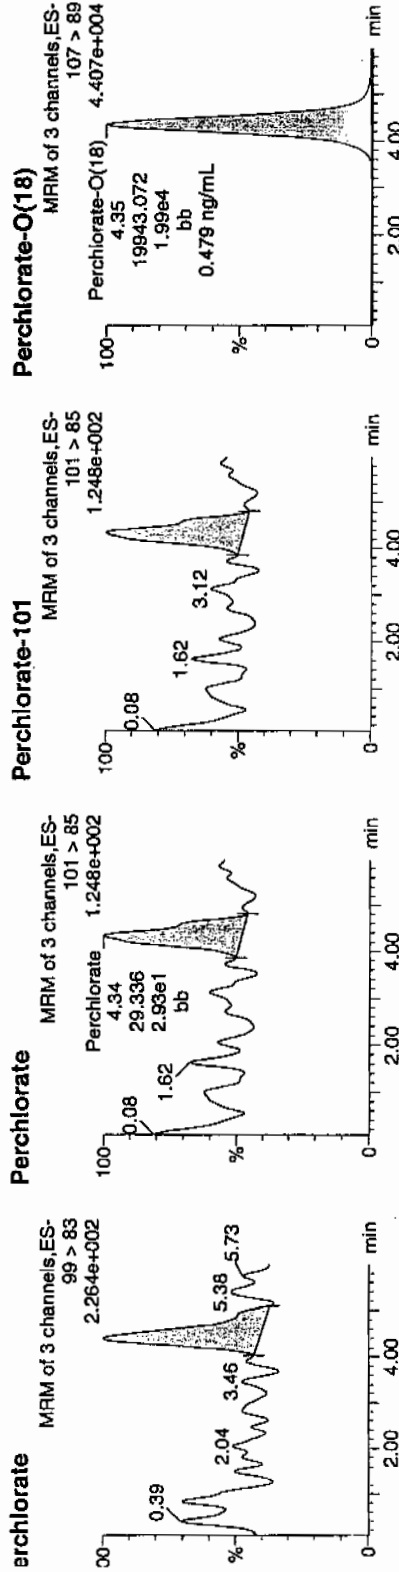 erchlorate
MRM of 3 channels,ES-
99 > 83
2.264e+002
00
%
0
0.39
2.04
3.46
5.38
5.73
2.00
4.00
min
Perchlorate
MRM of 3 channels,ES-
101 > 85
1.248e+002
100
%
0
Perchlorate
4.34
29.336
2.93e1
bb
0.08
1.62
2.00
4.00
min
Perchlorate-101
MRM of 3 channels,ES-
101 > 85
1.248e+002
100
%
0
0.08
1.62
3.12
2.00
4.00
min
Perchlorate-O(18)
MRM of 3 channels,ES-
107 > 89
4.407e+004
100
%
0
Perchlorate-O(18)
4.35
19943.072
1.99e4
bb
0.479 ng/mL
2.00
4.00
min